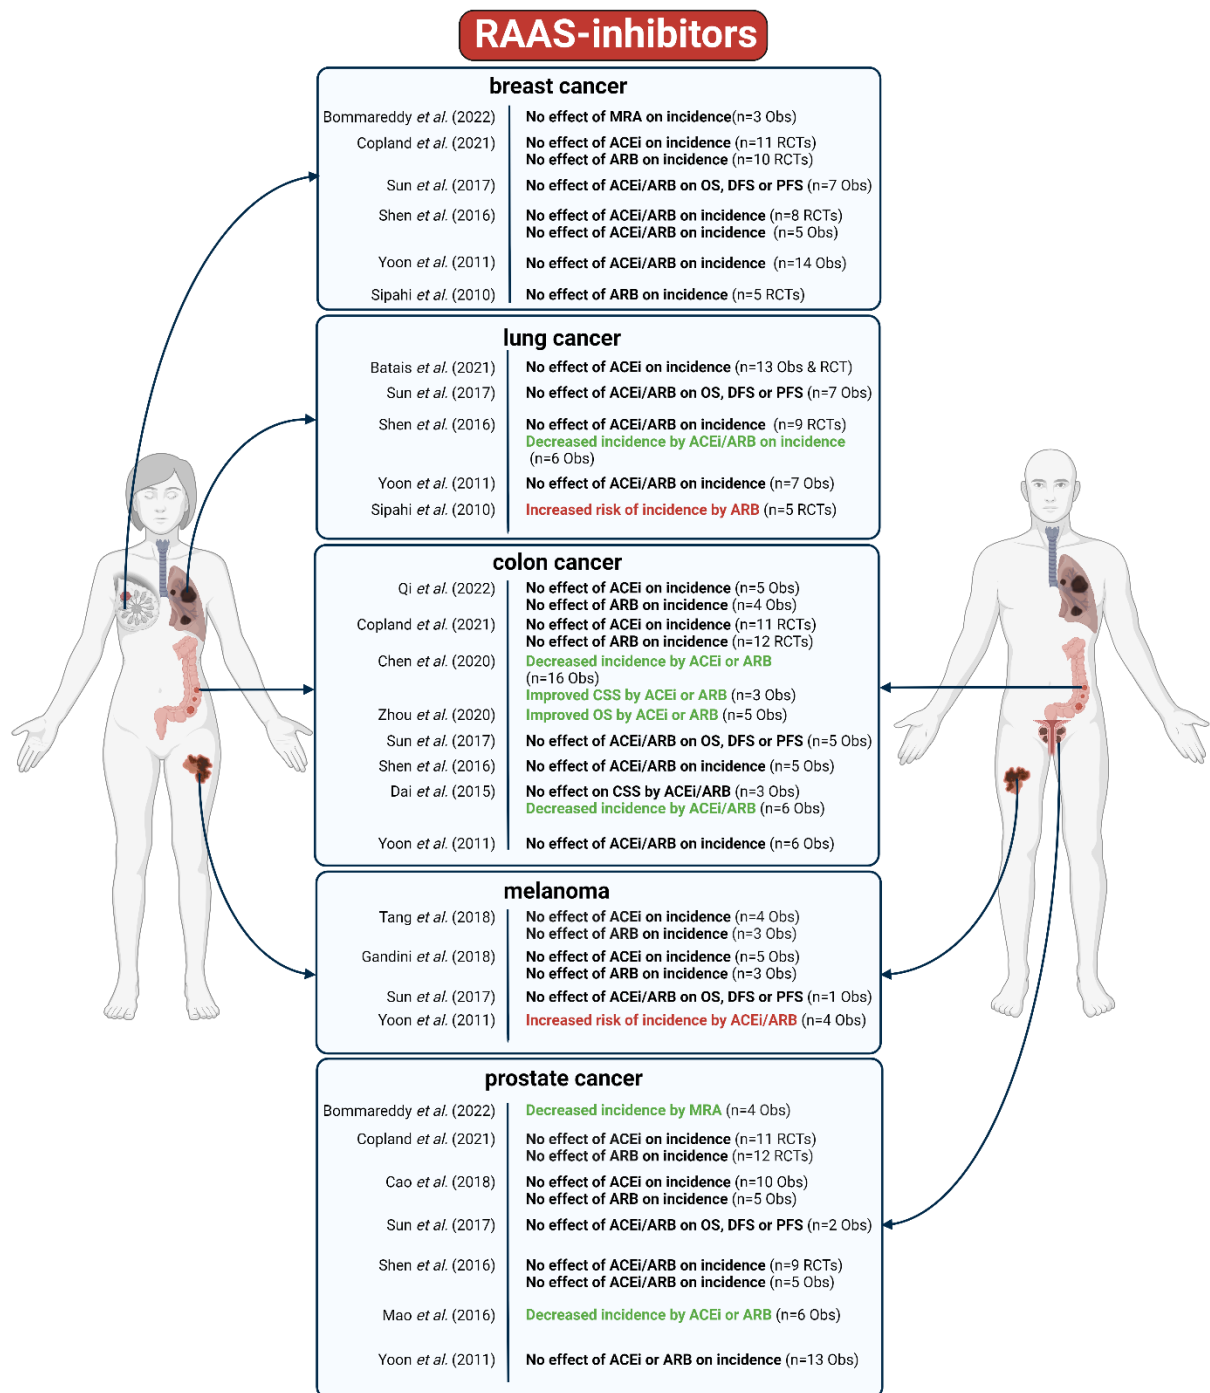 RAAS-inhibitors
breast cancer
Bommareddy et al. (2022) No effect of MRA on incidence(n=3 Obs)
Copland et al. (2021) No effect of ACEi on incidence (n=11 RCTs)
No effect of ARB on incidence (n=10 RCTs)
Sun et al. (2017) No effect of ACEi/ARB on OS, DFS or PFS (n=7 Obs)
Shen et al. (2016) No effect of ACEi/ARB on incidence (n=8 RCTs)
No effect of ACEi/ARB on incidence (n=5 Obs)
Yoon et al. (2011) No effect of ACEi/ARB on incidence (n=14 Obs)
Sipahi et al. (2010) No effect of ARB on incidence (n=5 RCTs)
lung cancer
Batais et al. (2021) No effect of ACEi on incidence (n=13 Obs & RCT)
Sun et al. (2017) No effect of ACEi/ARB on OS, DFS or PFS (n=7 Obs)
Shen et al. (2016) No effect of ACEi/ARB on incidence (n=9 RCTs)
Decreased incidence by ACEi/ARB on incidence
(n=6 Obs)
Yoon et al. (2011) No effect of ACEi/ARB on incidence (n=7 Obs)
Sipahi et al. (2010) Increased risk of incidence by ARB (n=5 RCTs)
colon cancer
Qi et al. (2022) No effect of ACEi on incidence (n=5 Obs)
No effect of ARB on incidence (n=4 Obs)
Copland et al. (2021) No effect of ACEi on incidence (n=11 RCTs)
No effect of ARB on incidence (n=12 RCTs)
Chen et al. (2020) Decreased incidence by ACEi or ARB
(n=16 Obs)
Improved CSS by ACEi or ARB (n=3 Obs)
Zhou et al. (2020) Improved OS by ACEi or ARB (n=5 Obs)
Sun et al. (2017) No effect of ACEi/ARB on OS, DFS or PFS (n=5 Obs)
Shen et al. (2016) No effect of ACEi/ARB on incidence (n=5 Obs)
Dai et al. (2015) No effect on CSS by ACEi/ARB (n=3 Obs)
Decreased incidence by ACEi/ARB (n=6 Obs)
Yoon et al. (2011) No effect of ACEi/ARB on incidence (n=6 Obs)
melanoma
Tang et al. (2018) No effect of ACEi on incidence (n=4 Obs)
No effect of ARB on incidence (n=3 Obs)
Gandini et al. (2018) No effect of ACEi on incidence (n=5 Obs)
No effect of ARB on incidence (n=3 Obs)
Sun et al. (2017) No effect of ACEi/ARB on OS, DFS or PFS (n=1 Obs)
Yoon et al. (2011) Increased risk of incidence by ACEi/ARB (n=4 Obs)
prostate cancer
Bommareddy et al. (2022) Decreased incidence by MRA (n=4 Obs)
Copland et al. (2021) No effect of ACEi on incidence (n=11 RCTs)
No effect of ARB on incidence (n=12 RCTs)
Cao et al. (2018) No effect of ACEi on incidence (n=10 Obs)
No effect of ARB on incidence (n=5 Obs)
Sun et al. (2017) No effect of ACEi/ARB on OS, DFS or PFS (n=2 Obs)
Shen et al. (2016) No effect of ACEi/ARB on incidence (n=9 RCTs)
No effect of ACEi/ARB on incidence (n=5 Obs)
Mao et al. (2016) Decreased incidence by ACEi or ARB (n=6 Obs)
Yoon et al. (2011) No effect of ACEi or ARB on incidence (n=13 Obs)